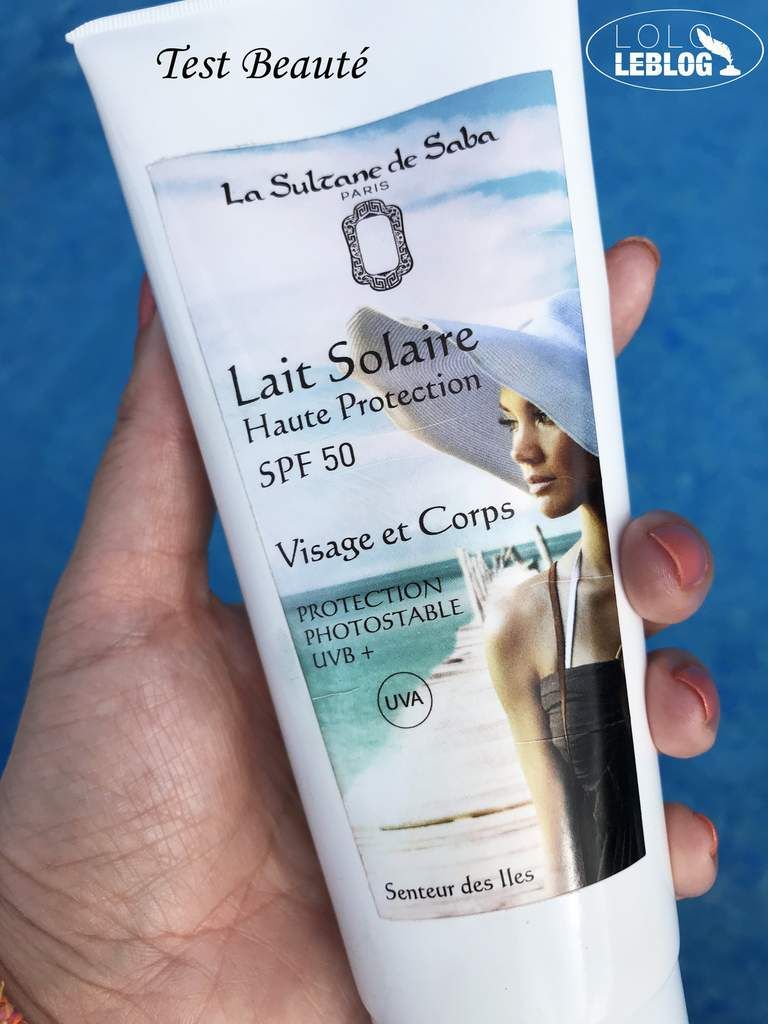 Test Beauté
LOLO
LEBLOG
La Sultane de Saba
PARIS
Lait Solaire
Haute Protection
SPF 50
Visage et Corps
PROTECTION
PHOTOSTABLE
UVB +
UVA
Senteur des Iles